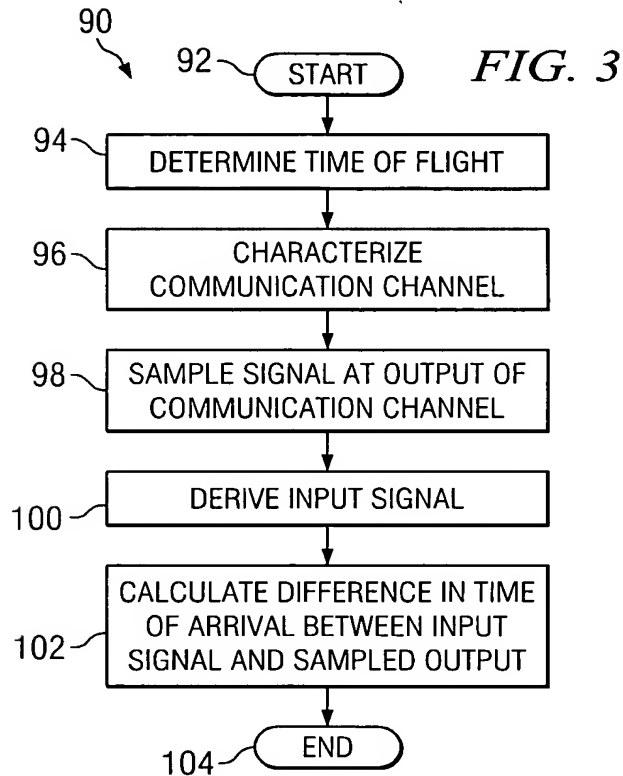 90
92
START
FIG. 3
94
DETERMINE TIME OF FLIGHT
96
CHARACTERIZE
COMMUNICATION CHANNEL
98
SAMPLE SIGNAL AT OUTPUT OF
COMMUNICATION CHANNEL
100
DERIVE INPUT SIGNAL
102
CALCULATE DIFFERENCE IN TIME
OF ARRIVAL BETWEEN INPUT
SIGNAL AND SAMPLED OUTPUT
104
END